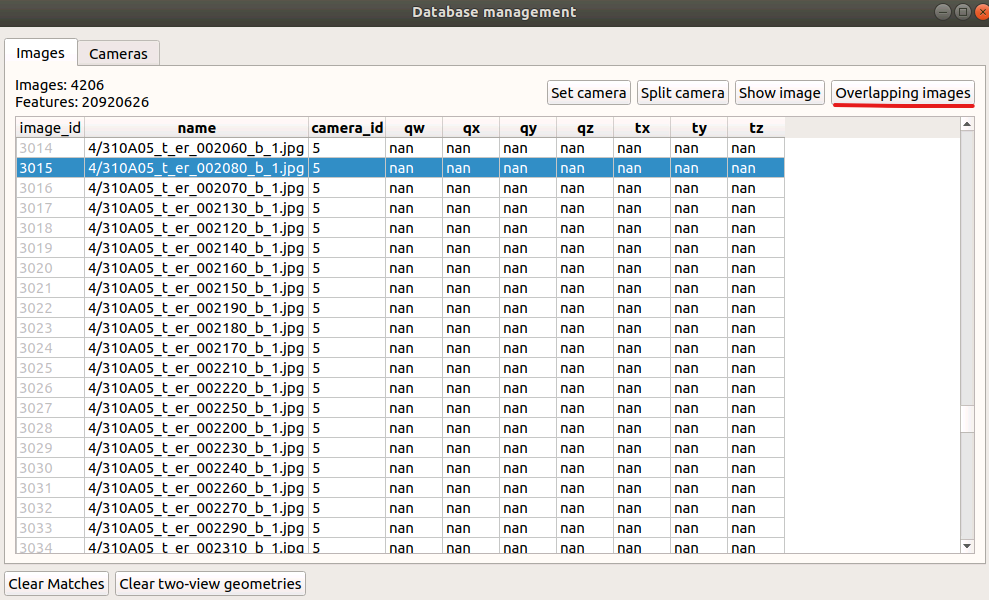 Database management
Images Cameras
Images: 4206
Features: 20920626
Set camera Split camera Show image Overlapping images
image_id name camera_id qw qx qy qz tx ty tz
3014 4/310A05_t_er_002060_b_1.jpg 5 nan nan nan nan nan nan nan
3015 4/310A05_t_er_002080_b_1.jpg 5 nan nan nan nan nan nan nan
3016 4/310A05_t_er_002070_b_1.jpg 5 nan nan nan nan nan nan nan
3017 4/310A05_t_er_002130_b_1.jpg 5 nan nan nan nan nan nan nan
3018 4/310A05_t_er_002120_b_1.jpg 5 nan nan nan nan nan nan nan
3019 4/310A05_t_er_002140_b_1.jpg 5 nan nan nan nan nan nan nan
3020 4/310A05_t_er_002160_b_1.jpg 5 nan nan nan nan nan nan nan
3021 4/310A05_t_er_002150_b_1.jpg 5 nan nan nan nan nan nan nan
3022 4/310A05_t_er_002190_b_1.jpg 5 nan nan nan nan nan nan nan
3023 4/310A05_t_er_002180_b_1.jpg 5 nan nan nan nan nan nan nan
3024 4/310A05_t_er_002170_b_1.jpg 5 nan nan nan nan nan nan nan
3025 4/310A05_t_er_002210_b_1.jpg 5 nan nan nan nan nan nan nan
3026 4/310A05_t_er_002220_b_1.jpg 5 nan nan nan nan nan nan nan
3027 4/310A05_t_er_002250_b_1.jpg 5 nan nan nan nan nan nan nan
3028 4/310A05_t_er_002200_b_1.jpg 5 nan nan nan nan nan nan nan
3029 4/310A05_t_er_002230_b_1.jpg 5 nan nan nan nan nan nan nan
3030 4/310A05_t_er_002240_b_1.jpg 5 nan nan nan nan nan nan nan
3031 4/310A05_t_er_002260_b_1.jpg 5 nan nan nan nan nan nan nan
3032 4/310A05_t_er_002270_b_1.jpg 5 nan nan nan nan nan nan nan
3033 4/310A05_t_er_002290_b_1.jpg 5 nan nan nan nan nan nan nan
3034 4/310A05_t_er_002310_b_1.jpg 5 nan nan nan nan nan nan nan
Clear Matches Clear two-view geometries